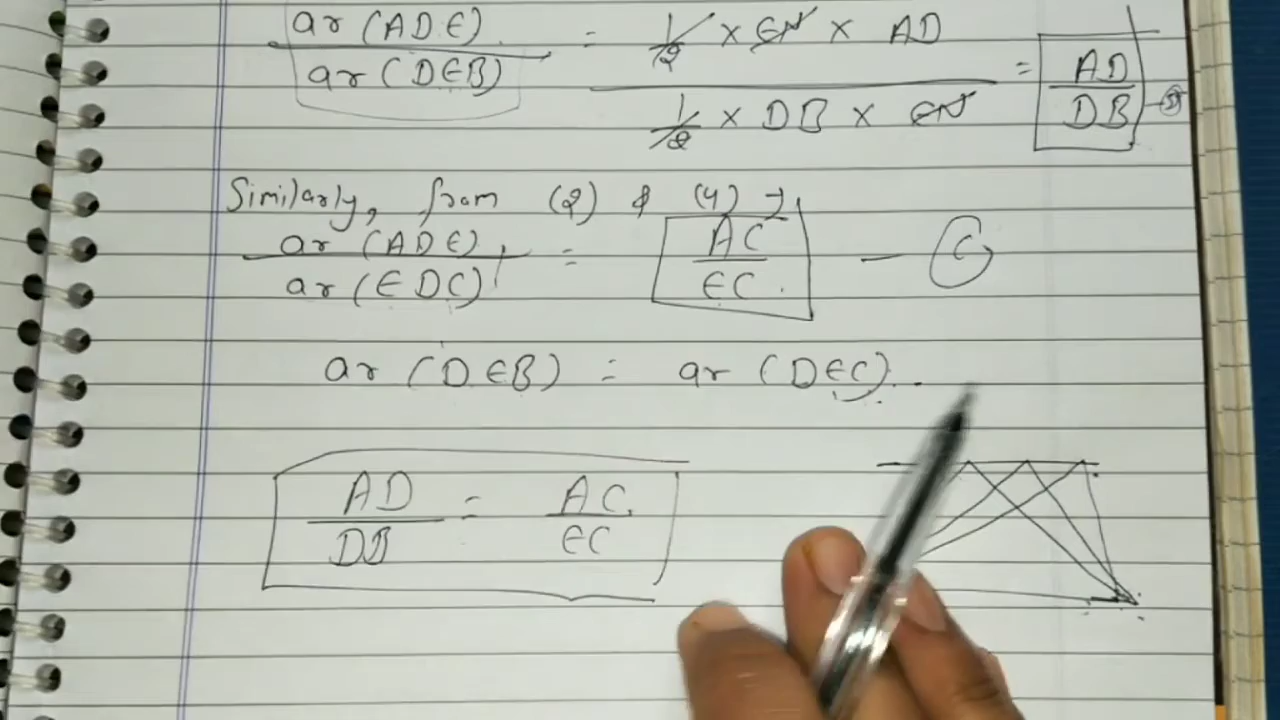 ar (ADE) / ar (DEB) = 1/2 × EN × AD / 1/2 × DB × EN = AD / DB
Similarly, from (2) & (4) →
ar (ADE) / ar (EDC) = AC / EC — C
ar (DEB) = ar (DEC)
AD / DB = AC / EC